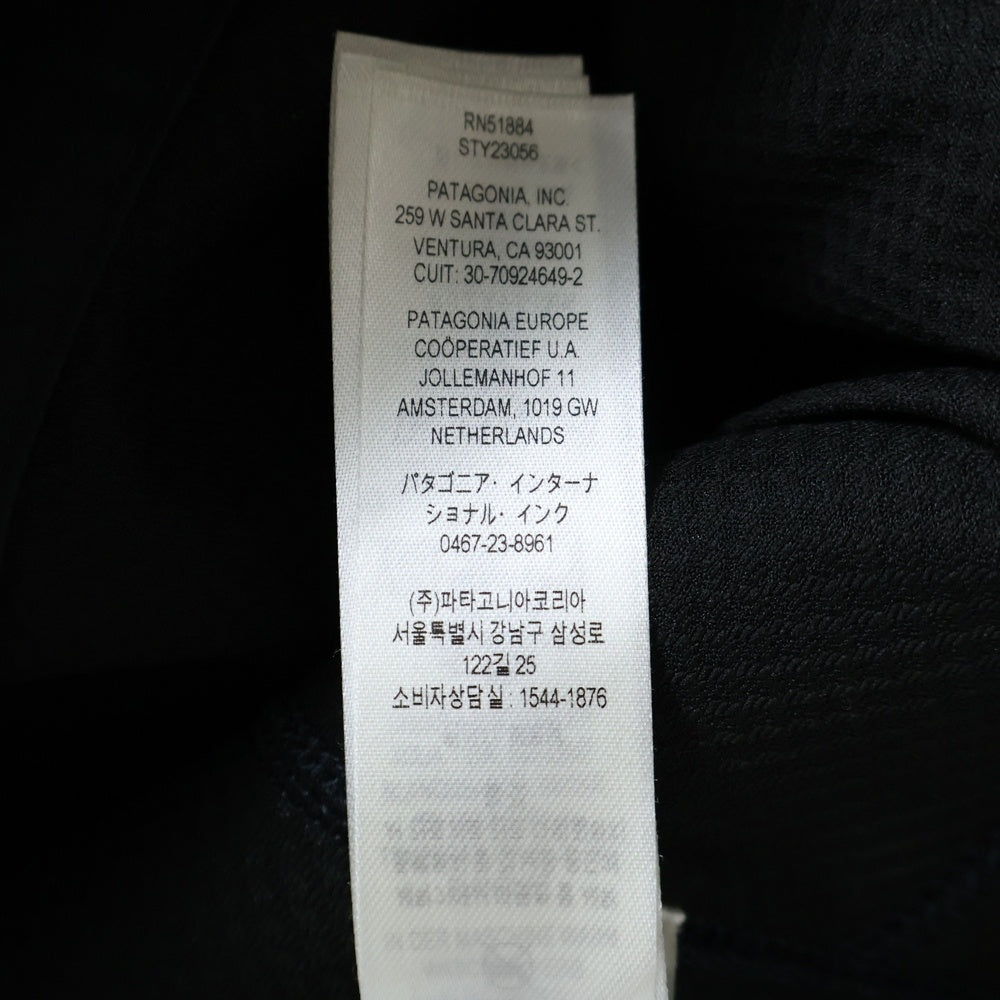 RN51884
STY23056
PATAGONIA, INC.
259 W SANTA CLARA ST.
VENTURA, CA 93001
CUIT: 30-70924649-2
PATAGONIA EUROPE
COÖPERATIEF U.A.
JOLLEMANHOF 11
AMSTERDAM, 1019 GW
NETHERLANDS
パタゴニア・インターナ
ショナル・インク
0467-23-8961
(주)파타고니아코리아
서울특별시 강남구 삼성로
122길 25
소비자상담실 : 1544-1876